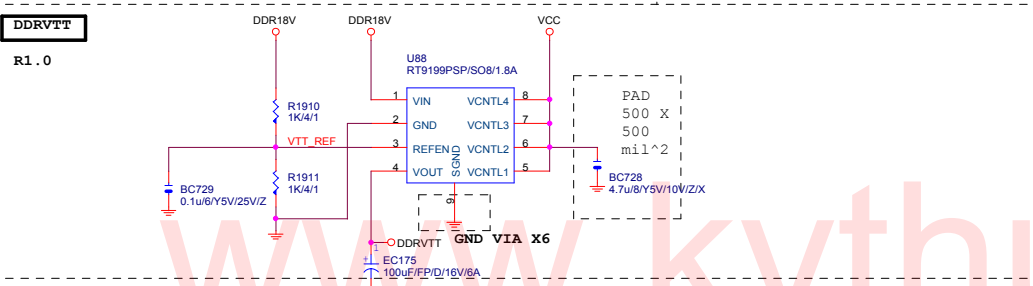 DDRVTT
R1.0
DDR18V
DDR18V
VCC
U88
RT9199PSP/SO8/1.8A
1 VIN VCNTL4 8
2 GND VCNTL3 7
3 REFEN VCNTL2 6
4 VOUT VCNTL1 5
SGND
9
R1910
1K/4/1
VTT_REF
R1911
1K/4/1
BC729
0.1u/6/Y5V/25V/Z
PAD
500 X
500
mil^2
BC728
4.7u/8/Y5V/10V/Z/X
DDRVTT
GND VIA X6
1
EC175
100uF/FP/D/16V/6A
www.kythu